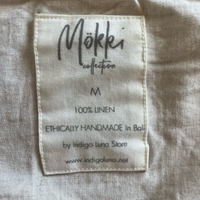 Mökki
collection
M
100% LINEN
ETHICALLY HANDMADE in Bali
by Indigo Luna Store
www.indigoluna.net